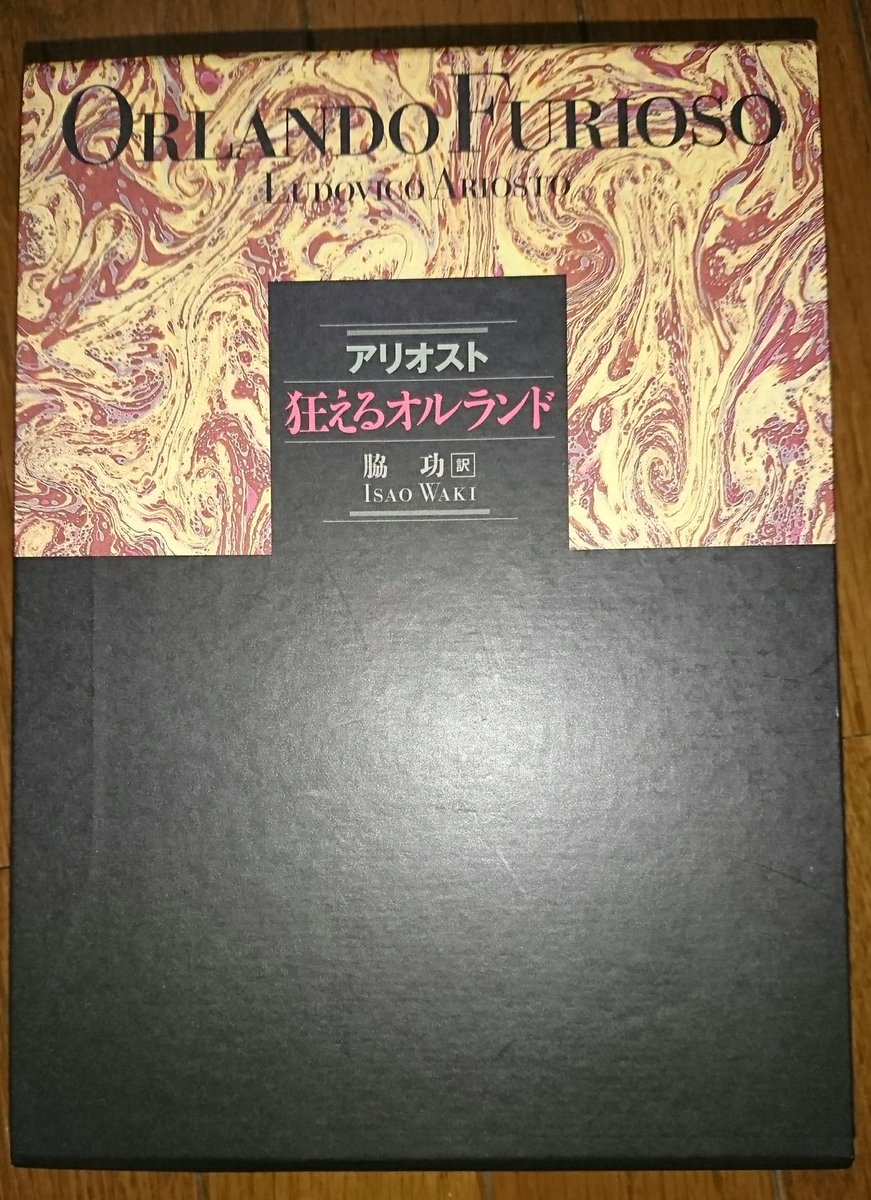 ORLANDO FURIOSO
LUDOVICO ARIOSTO
アリオスト
狂えるオルランド
脇 功 訳
ISAO WAKI